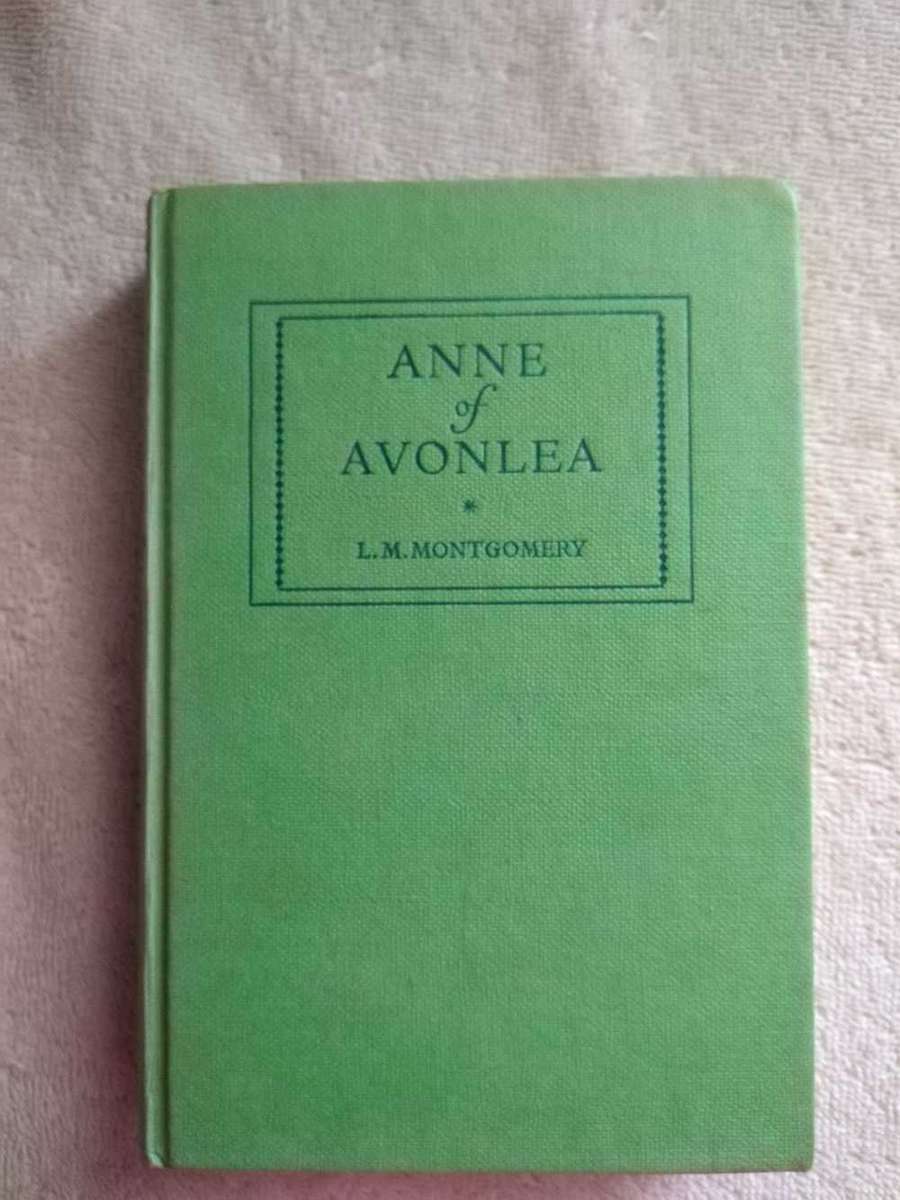 ANNE
of
AVONLEA
*
L.M.MONTGOMERY